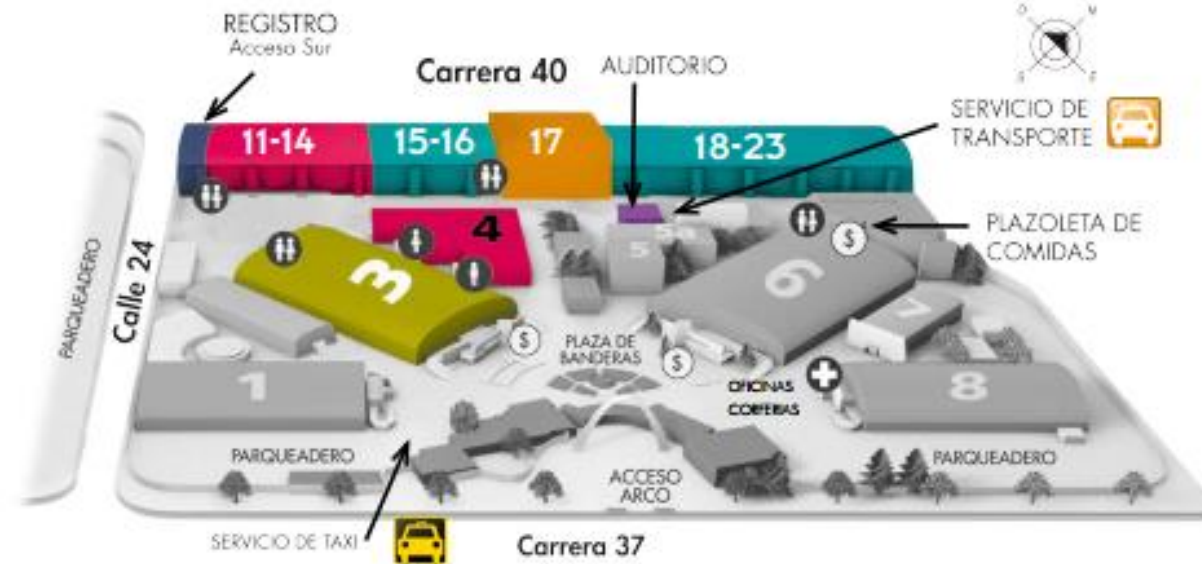 REGISTRO
Acceso Sur
Carrera 40
AUDITORIO
O N
S E
SERVICIO DE
TRANSPORTE
11-14
15-16
17
18-23
PLAZOLETA DE
COMIDAS
4
3
5
5A
6
$
7
PARQUEADERO
Calle 24
PLAZA DE
BANDERAS
$
$
1
OFICINAS
CORFERIAS
8
PARQUEADERO
ACCESO
ARCO
PARQUEADERO
SERVICIO DE TAXI
Carrera 37